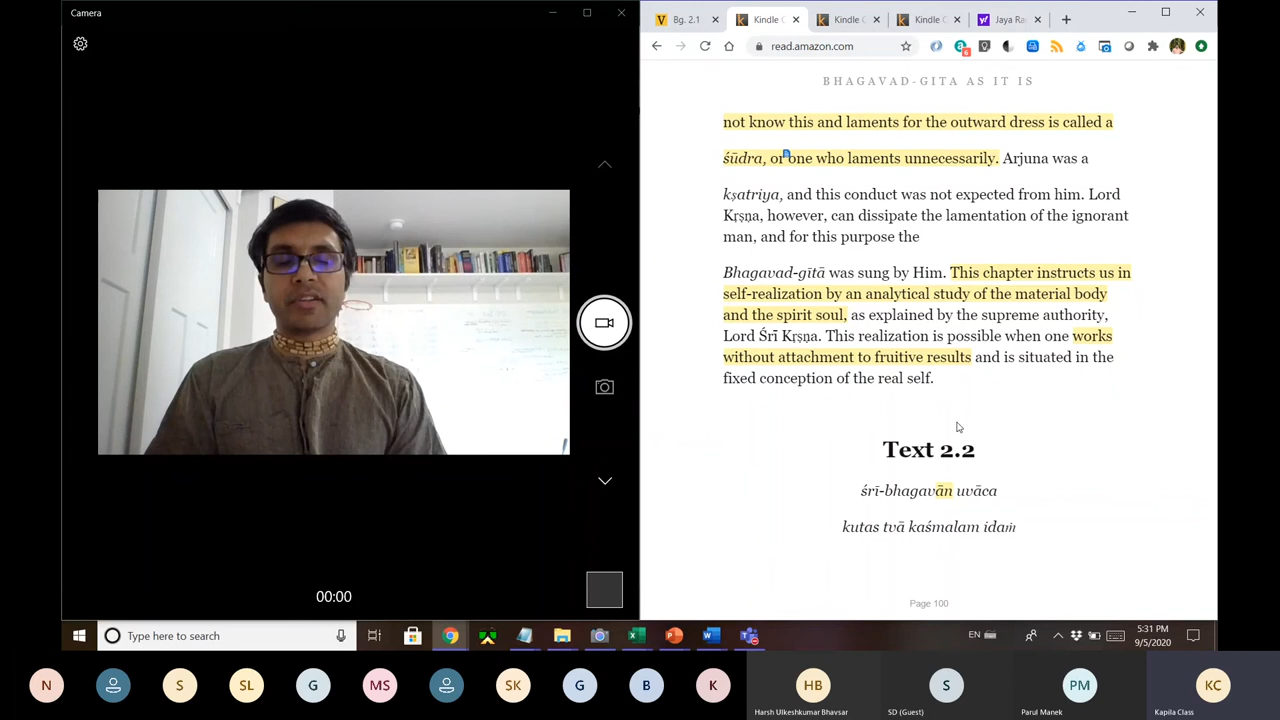 Camera
Bg. 2.1
Kindle C
Kindle C
Kindle C
Jaya Ra
read.amazon.com
6
BHAGAVAD-GITA AS IT IS
not know this and laments for the outward dress is called a
śūdra, or one who laments unnecessarily. Arjuna was a
kṣatriya, and this conduct was not expected from him. Lord
Kṛṣṇa, however, can dissipate the lamentation of the ignorant
man, and for this purpose the
Bhagavad-gītā was sung by Him. This chapter instructs us in
self-realization by an analytical study of the material body
and the spirit soul, as explained by the supreme authority,
Lord Śrī Kṛṣṇa. This realization is possible when one works
without attachment to fruitive results and is situated in the
fixed conception of the real self.
Text 2.2
śrī-bhagavān uvāca
kutas tvā kaśmalam idaṁ
Page 100
00:00
Type here to search
EN
5:31 PM
9/5/2020
N
S
SL
G
MS
SK
G
B
K
HB
S
PM
KC
Harsh Ulkeshkumar Bhavsar
SD (Guest)
Parul Manek
Kapila Class